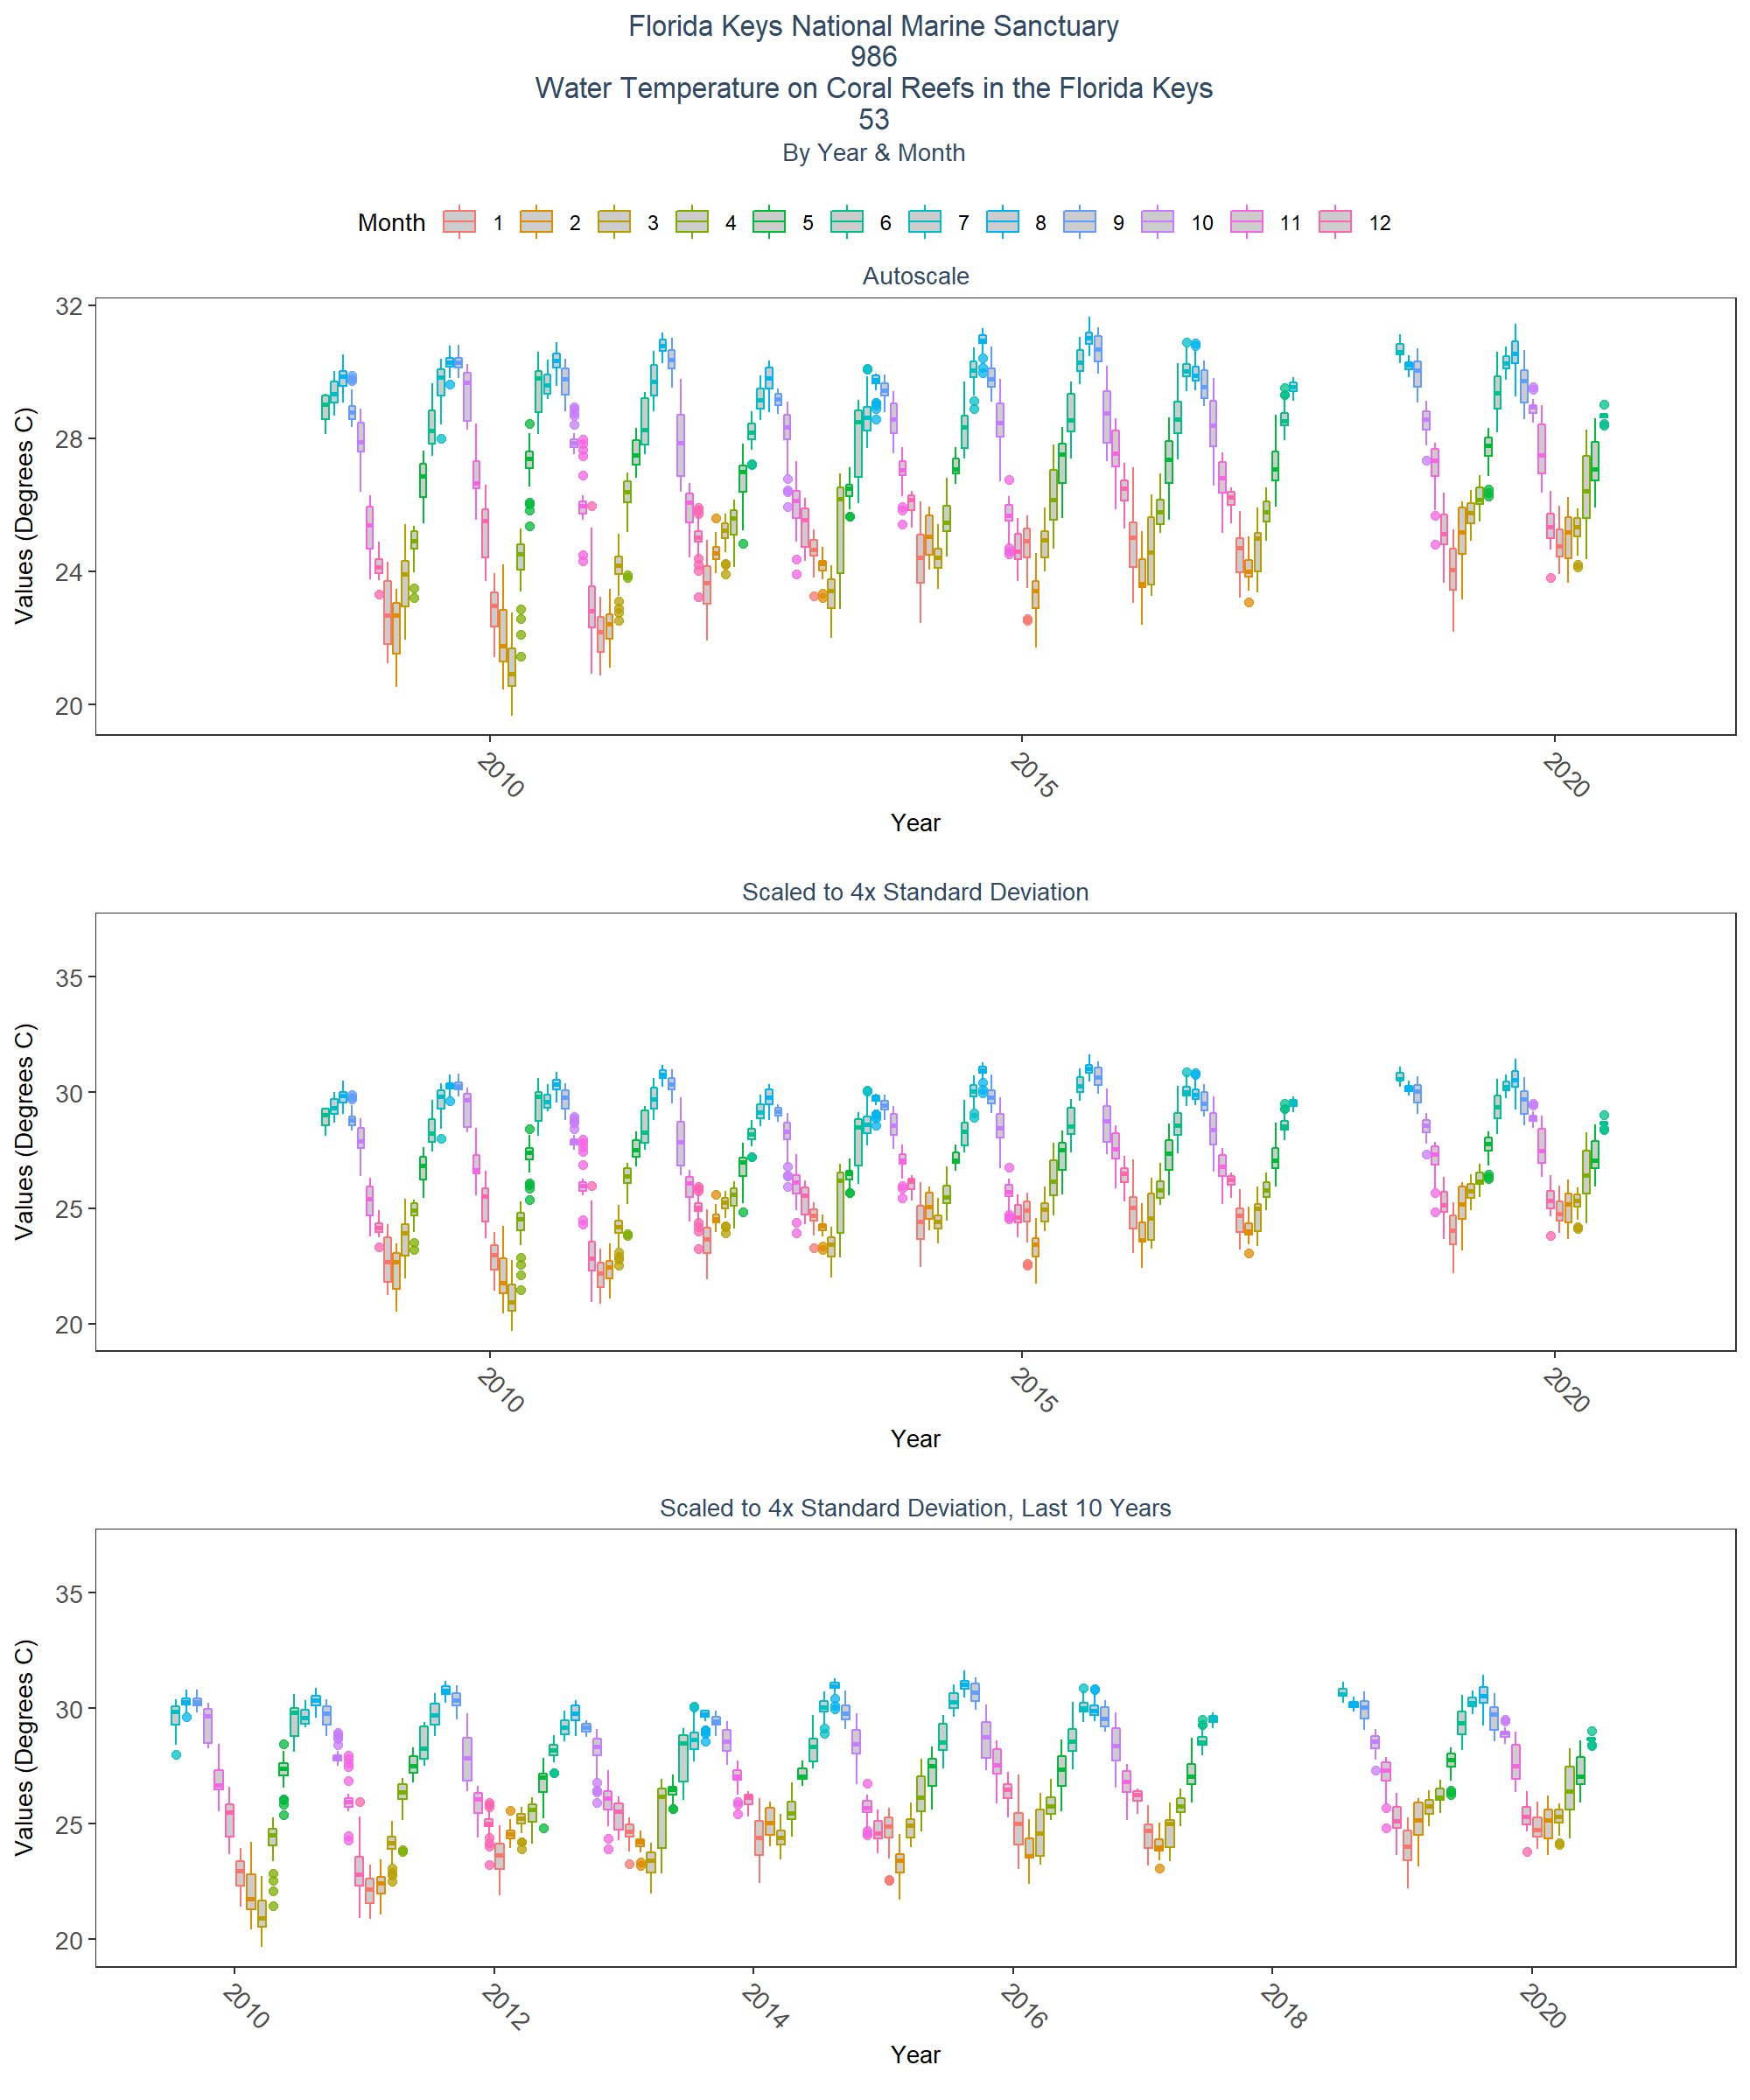 Florida Keys National Marine Sanctuary
986
Water Temperature on Coral Reefs in the Florida Keys
53
By Year & Month
Month 1 2 3 4 5 6 7 8 9 10 11 12
Autoscale
Values (Degrees C)
32
28
24
20
2010 2015 2020
Year
Scaled to 4x Standard Deviation
Values (Degrees C)
35
30
25
20
2010 2015 2020
Year
Scaled to 4x Standard Deviation, Last 10 Years
Values (Degrees C)
35
30
25
20
2010 2012 2014 2016 2018 2020
Year